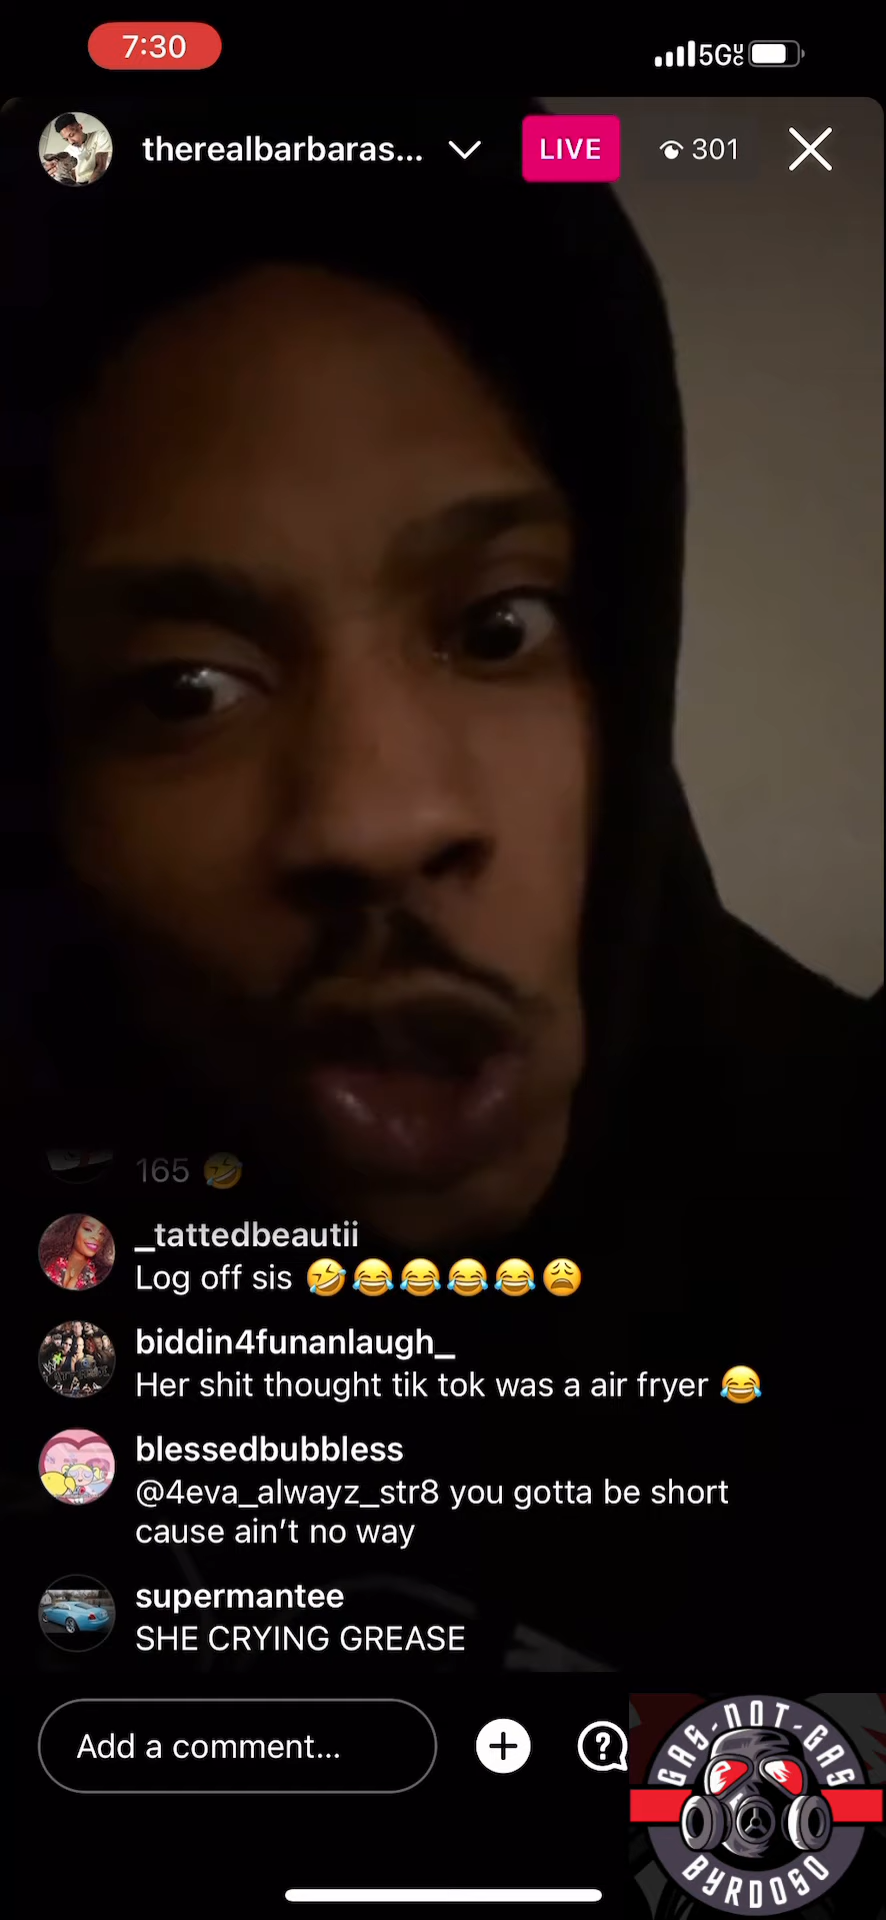 7:30
5G UC
therealbarbaras...
LIVE
301
165 🤣
_tattedbeautii
Log off sis 🤣😂😂😂😂😩
biddin4funanlaugh_
Her shit thought tik tok was a air fryer 😂
blessedbubbless
@4eva_alwayz_str8 you gotta be short
cause ain’t no way
supermantee
SHE CRYING GREASE
Add a comment...
GAS-NOT-GAS
BYRDOSO